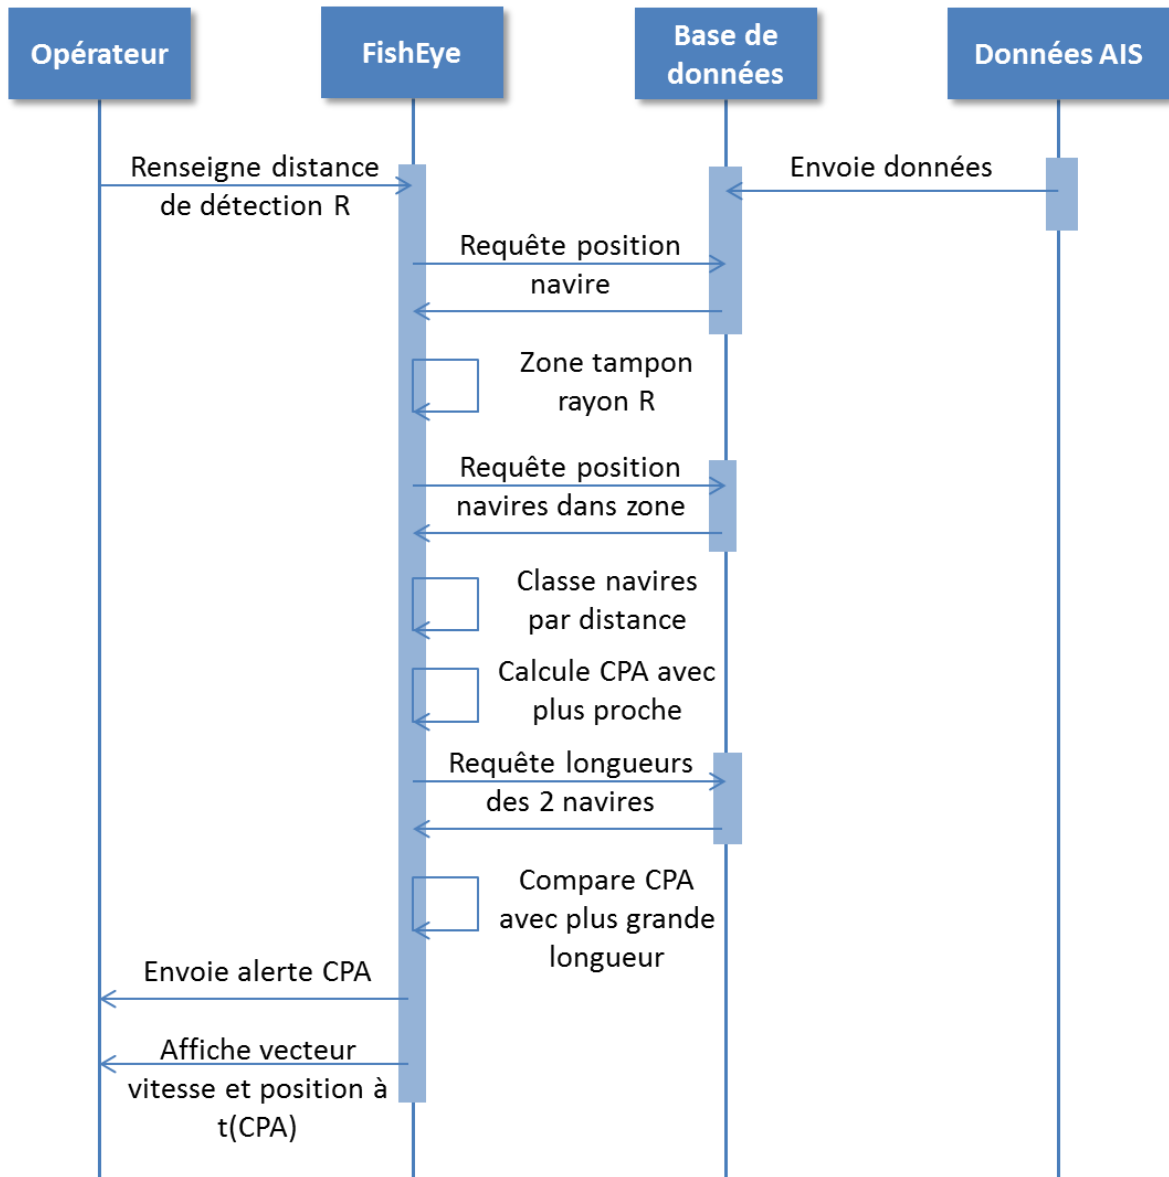 Opérateur
FishEye
Base de
données
Données AIS
Renseigne distance
de détection R
Envoie données
Requête position
navire
Zone tampon
rayon R
Requête position
navires dans zone
Classe navires
par distance
Calcule CPA avec
plus proche
Requête longueurs
des 2 navires
Compare CPA
avec plus grande
longueur
Envoie alerte CPA
Affiche vecteur
vitesse et position à
t(CPA)